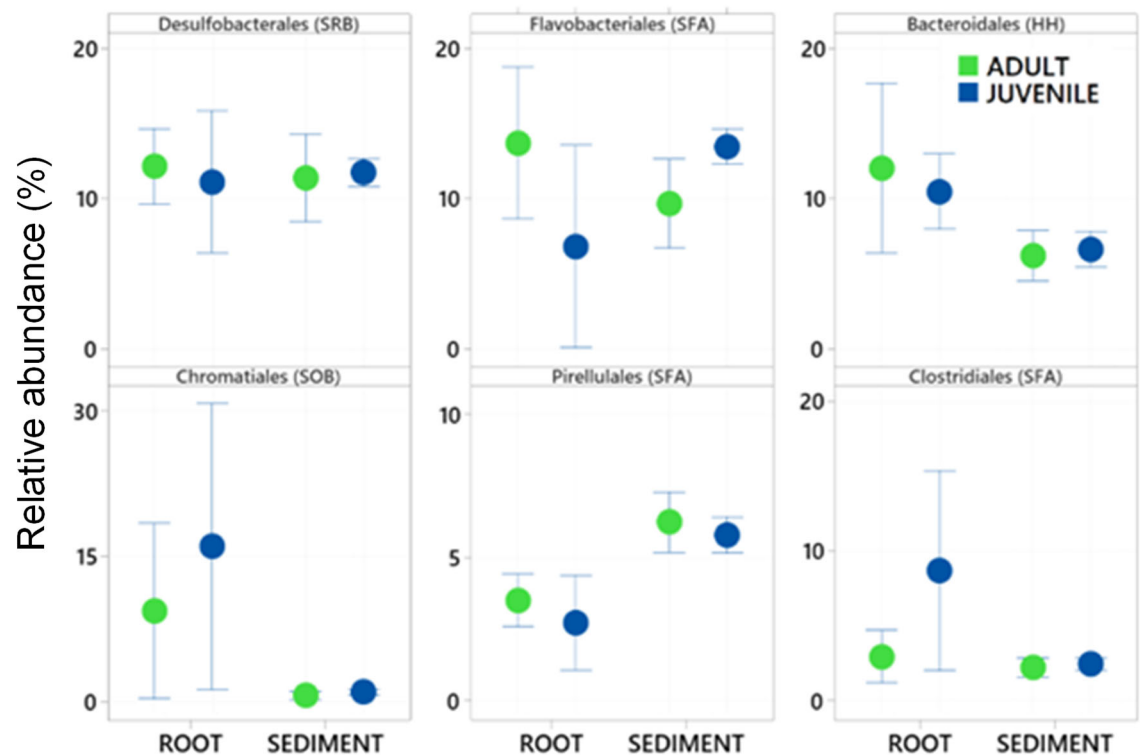 Relative abundance (%)
Desulfobacterales (SRB)
20
10
0
Flavobacteriales (SFA)
20
10
0
Bacteroidales (HH)
20
10
0
ADULT
JUVENILE
Chromatiales (SOB)
30
15
0
ROOT SEDIMENT
Pirellulales (SFA)
10
5
0
ROOT SEDIMENT
Clostridiales (SFA)
20
10
0
ROOT SEDIMENT